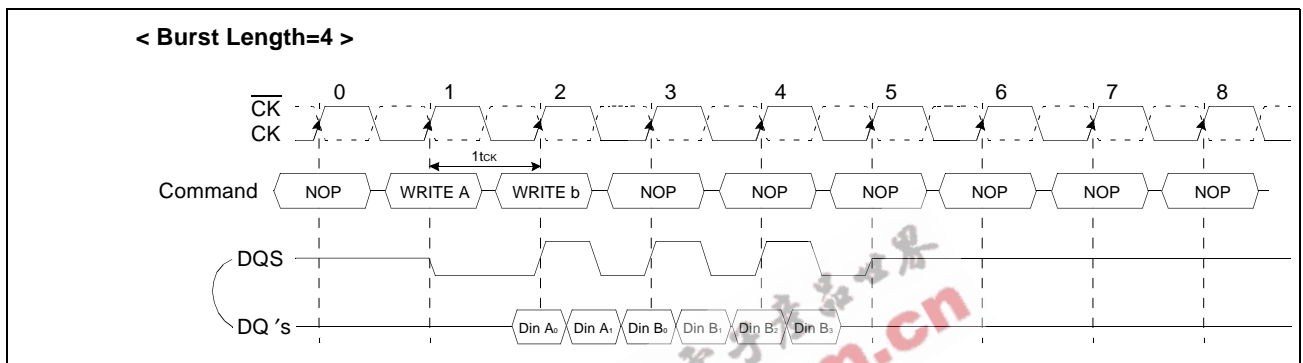 < Burst Length=4 >
0 1 2 3 4 5 6 7 8
CK
CK
1tCK
Command NOP WRITE A WRITE b NOP NOP NOP NOP NOP NOP
DQS
DQ 's Din A0 Din A1 Din B0 Din B1 Din B2 Din B3
.cn